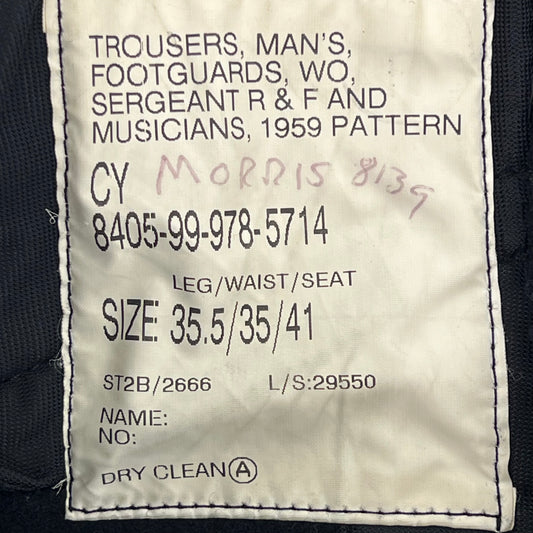 TROUSERS, MAN'S,
FOOTGUARDS, WO,
SERGEANT R & F AND
MUSICIANS, 1959 PATTERN
CY MORRIS 8139
8405-99-978-5714
LEG/WAIST/SEAT
SIZE: 35.5/35/41
ST2B/2666 L/S:29550
NAME:
NO:
DRY CLEAN Ⓐ